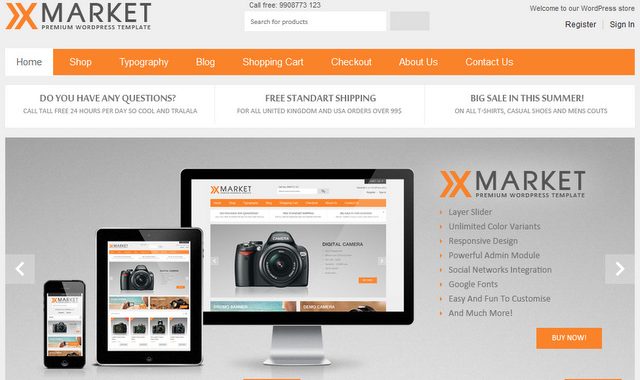 Call free: 9908773 123
Welcome to our WordPress store
MARKET
PREMIUM WORDPRESS TEMPLATE
Search for products
Register
Sign In
Home
Shop
Typography
Blog
Shopping Cart
Checkout
About Us
Contact Us
DO YOU HAVE ANY QUESTIONS?
CALL TALL FREE 24 HOURS PER DAY SO COOL AND TRALALA
FREE STANDART SHIPPING
FOR ALL UNITED KINGDOM AND USA ORDERS OVER 99$
BIG SALE IN THIS SUMMER!
ON ALL T-SHIRTS, CASUAL SHOES AND MENS COUTS
MARKET
PREMIUM WORDPRESS TEMPLATE
Layer Slider
Unlimited Color Variants
Responsive Design
Powerful Admin Module
Social Networks Integration
Google Fonts
Easy And Fun To Customise
And Much More!
BUY NOW!
MARKET
DIGITAL CAMERA
PROMO BANNER
DEMO CAMERA
MARKET
MARKET